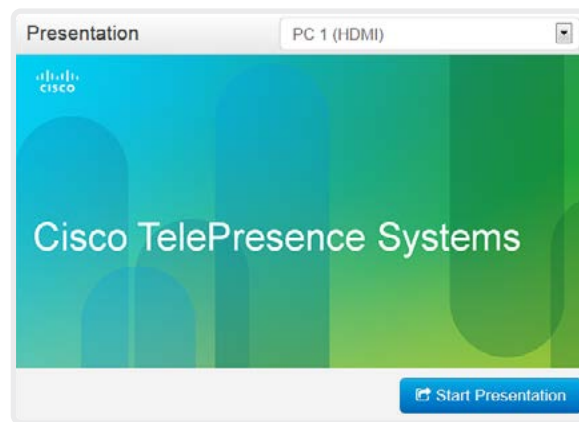 Presentation
PC 1 (HDMI)
CISCO
Cisco TelePresence Systems
Start Presentation